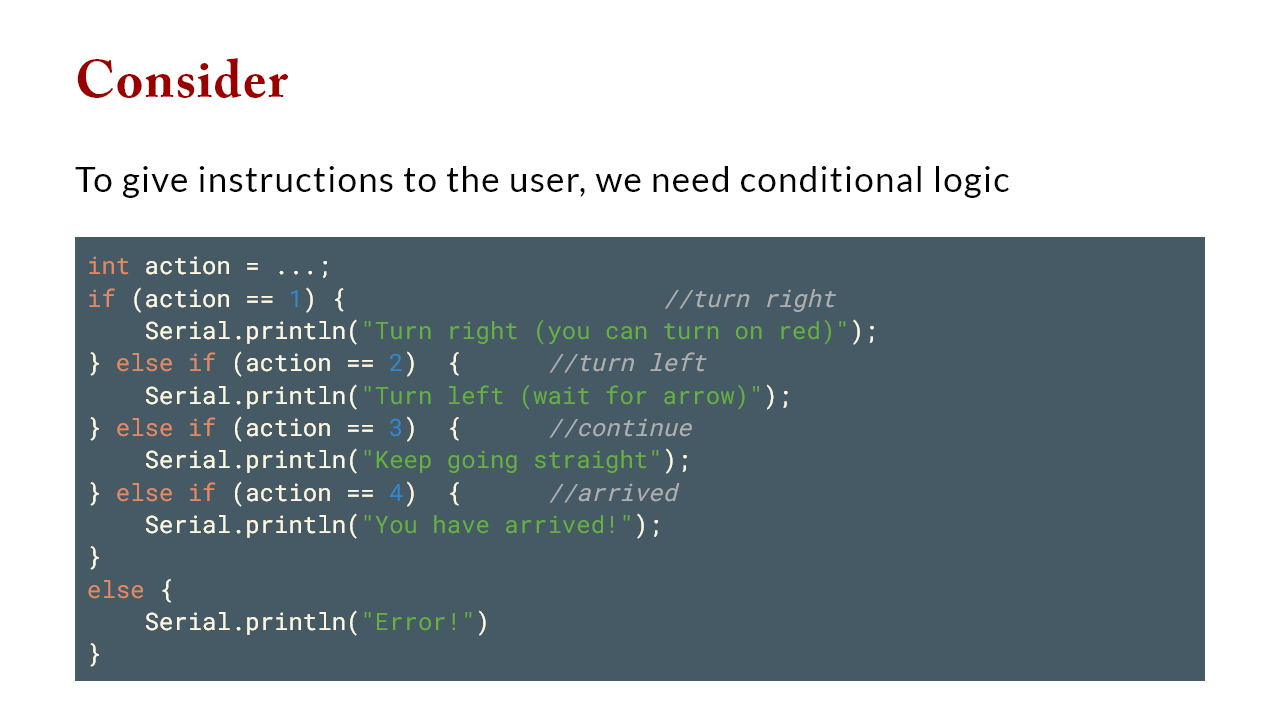 Consider
To give instructions to the user, we need conditional logic
int action = ...;
if (action == 1) {                      //turn right
    Serial.println("Turn right (you can turn on red)");
} else if (action == 2)  {      //turn left
    Serial.println("Turn left (wait for arrow)");
} else if (action == 3)  {      //continue
    Serial.println("Keep going straight");
} else if (action == 4)  {      //arrived
    Serial.println("You have arrived!");
}
else {
    Serial.println("Error!")
}